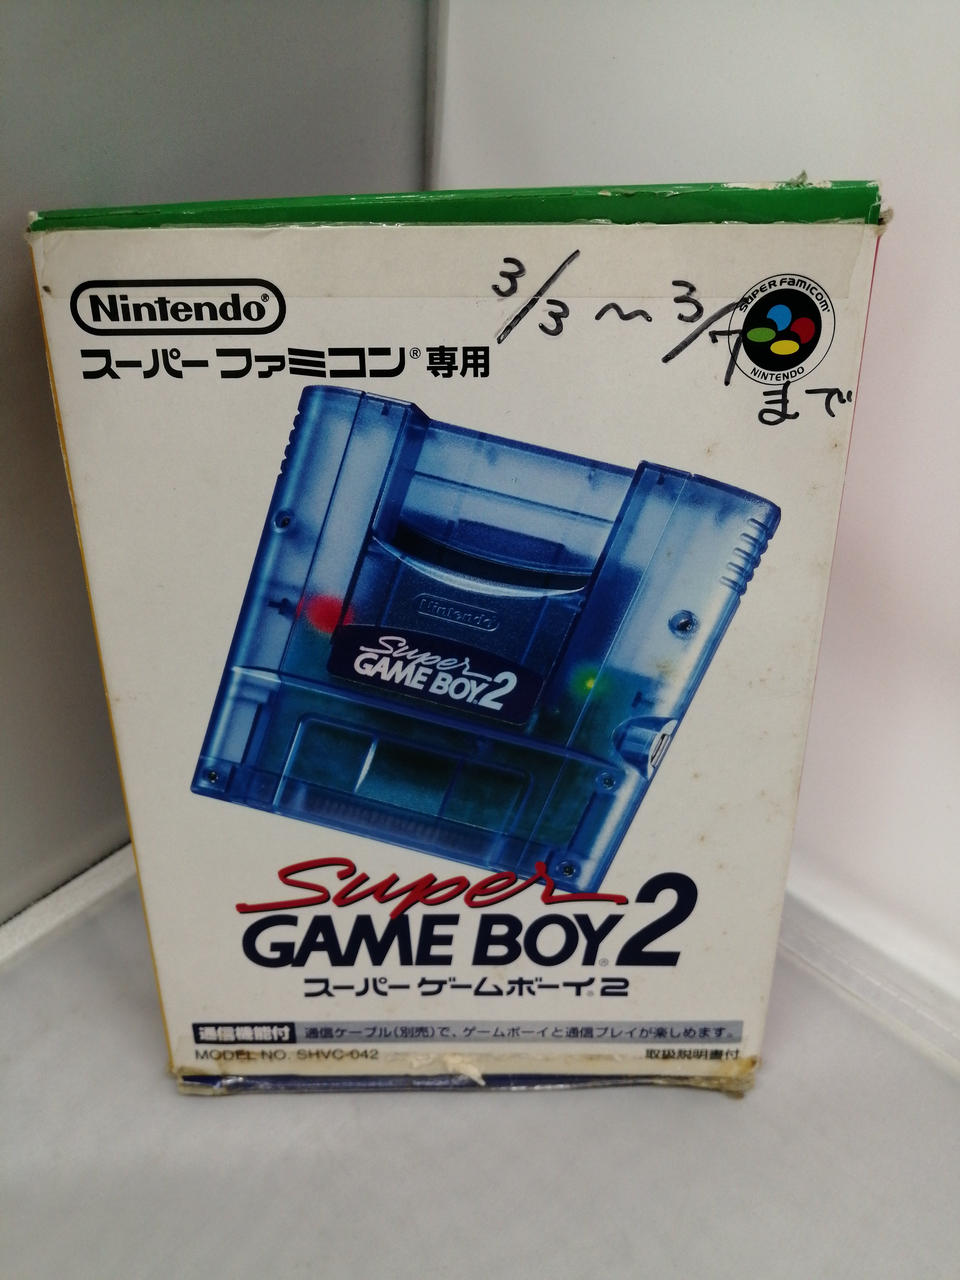 3/3 〜 3/7
まで
Nintendo®
スーパーファミコン®専用
SUPER FAMICOM
NINTENDO
Nintendo
Super
GAME BOY 2
Super
GAME BOY®2
スーパーゲームボーイ®2
通信機能付 通信ケーブル(別売)で、ゲームボーイと通信プレイが楽しめます。
MODEL NO. SHVC-042 取扱説明書付